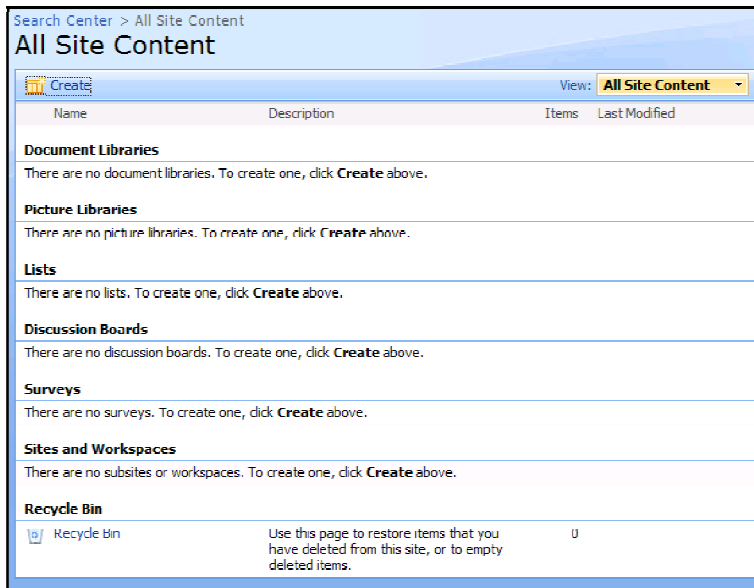 Search Center > All Site Content
All Site Content
Create View: All Site Content
Name Description Items Last Modified
Document Libraries
There are no document libraries. To create one, click Create above.
Picture Libraries
There are no picture libraries. To create one, click Create above.
Lists
There are no lists. To create one, click Create above.
Discussion Boards
There are no discussion boards. To create one, click Create above.
Surveys
There are no surveys. To create one, click Create above.
Sites and Workspaces
There are no subsites or workspaces. To create one, click Create above.
Recycle Bin
Recycle Bin Use this page to restore items that you 0
have deleted from this site, or to empty
deleted items.